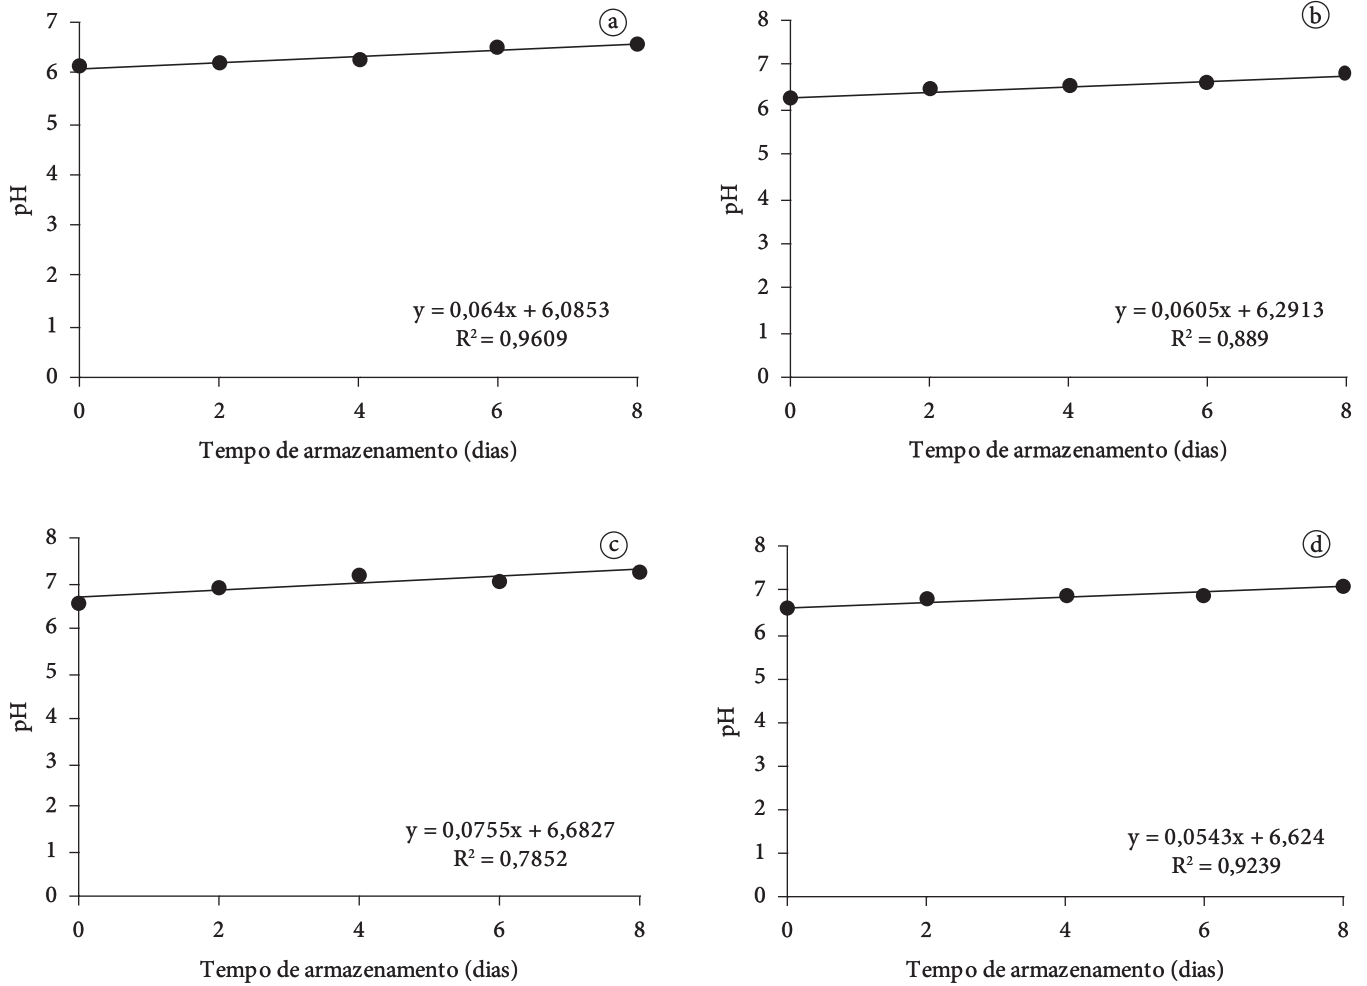 a
7
6
5
4
3
2
1
0
pH
y = 0,064x + 6,0853
R² = 0,9609
0 2 4 6 8
Tempo de armazenamento (dias)
b
8
7
6
5
4
3
2
1
0
pH
y = 0,0605x + 6,2913
R² = 0,889
0 2 4 6 8
Tempo de armazenamento (dias)
c
8
7
6
5
4
3
2
1
0
pH
y = 0,0755x + 6,6827
R² = 0,7852
0 2 4 6 8
Tempo de armazenamento (dias)
d
8
7
6
5
4
3
2
1
0
pH
y = 0,0543x + 6,624
R² = 0,9239
0 2 4 6 8
Tempo de armazenamento (dias)